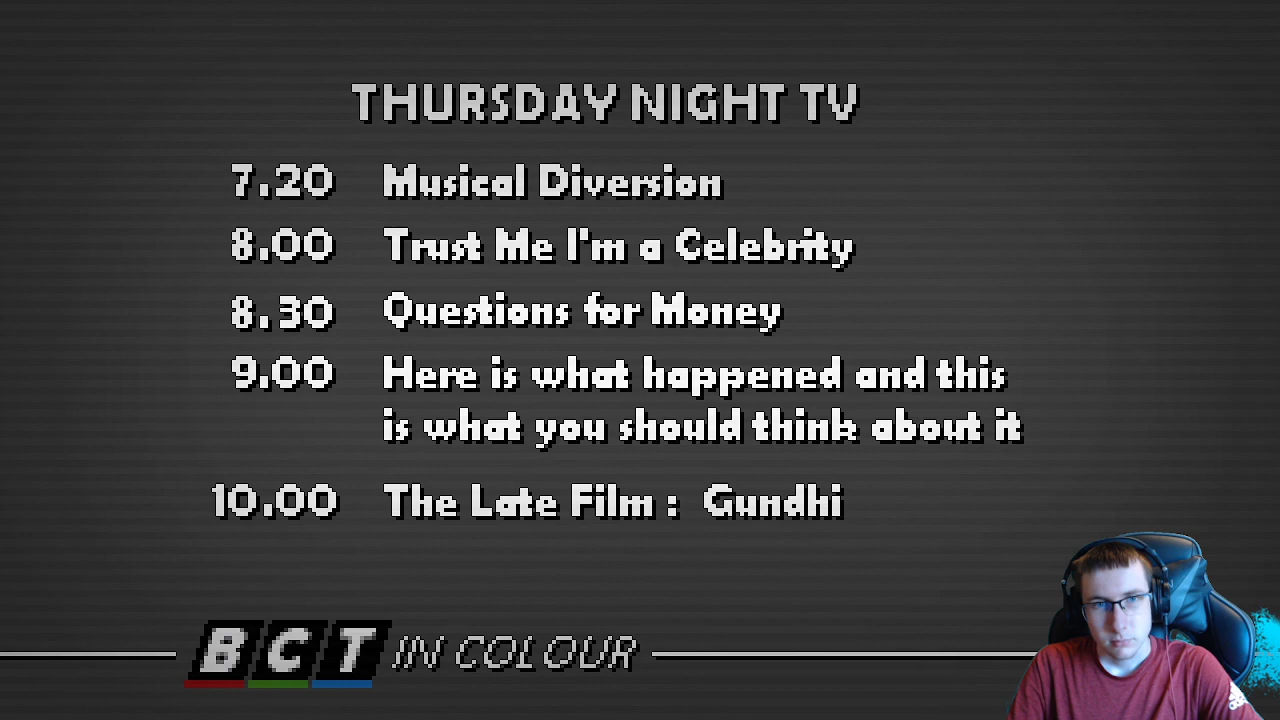 THURSDAY NIGHT TV
7.20 Musical Diversion
8.00 Trust Me I'm a Celebrity
8.30 Questions for Money
9.00 Here is what happened and this
is what you should think about it
10.00 The Late Film : Gundhi
BCT IN COLOUR